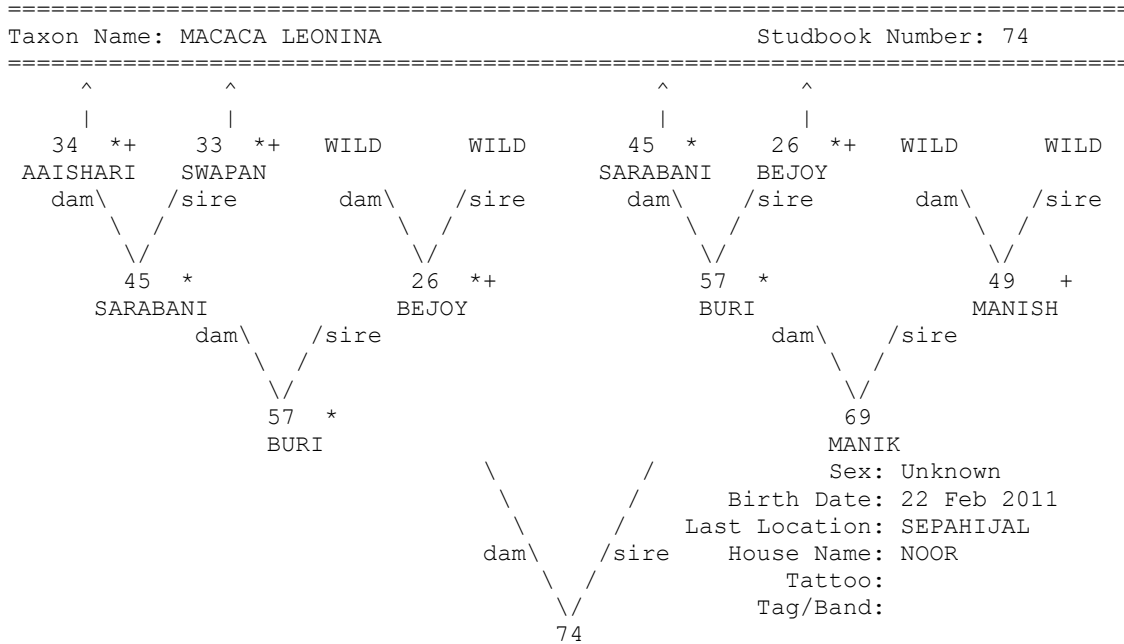 ================================================================================
Taxon Name: MACACA LEONINA Studbook Number: 74
================================================================================
^ ^ ^ ^
| | | |
34 *+ 33 *+ WILD WILD 45 * 26 *+ WILD WILD
AAISHARI SWAPAN SARABANI BEJOY
dam\ /sire dam\ /sire dam\ /sire dam\ /sire
\ / \ / \ / \ /
\/ \/ \/ \/
45 * 26 *+ 57 * 49 +
SARABANI BEJOY BURI MANISH
dam\ /sire dam\ /sire
\ / \ /
\/ \/
57 * 69
BURI MANIK
\ / Sex: Unknown
\ / Birth Date: 22 Feb 2011
\ / Last Location: SEPAHIJAL
dam\ /sire House Name: NOOR
\ / Tattoo:
\/ Tag/Band:
74